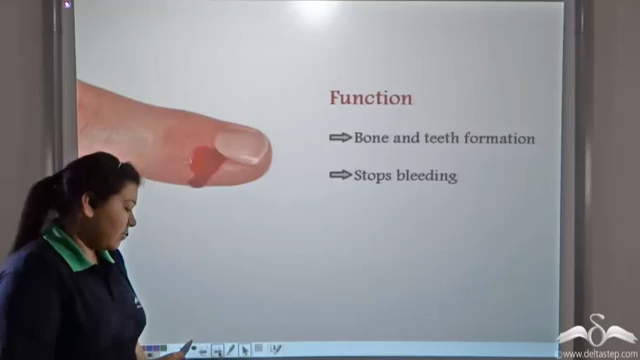 Function
⇨Bone and teeth formation
⇨Stops bleeding
©www.deltastep.com